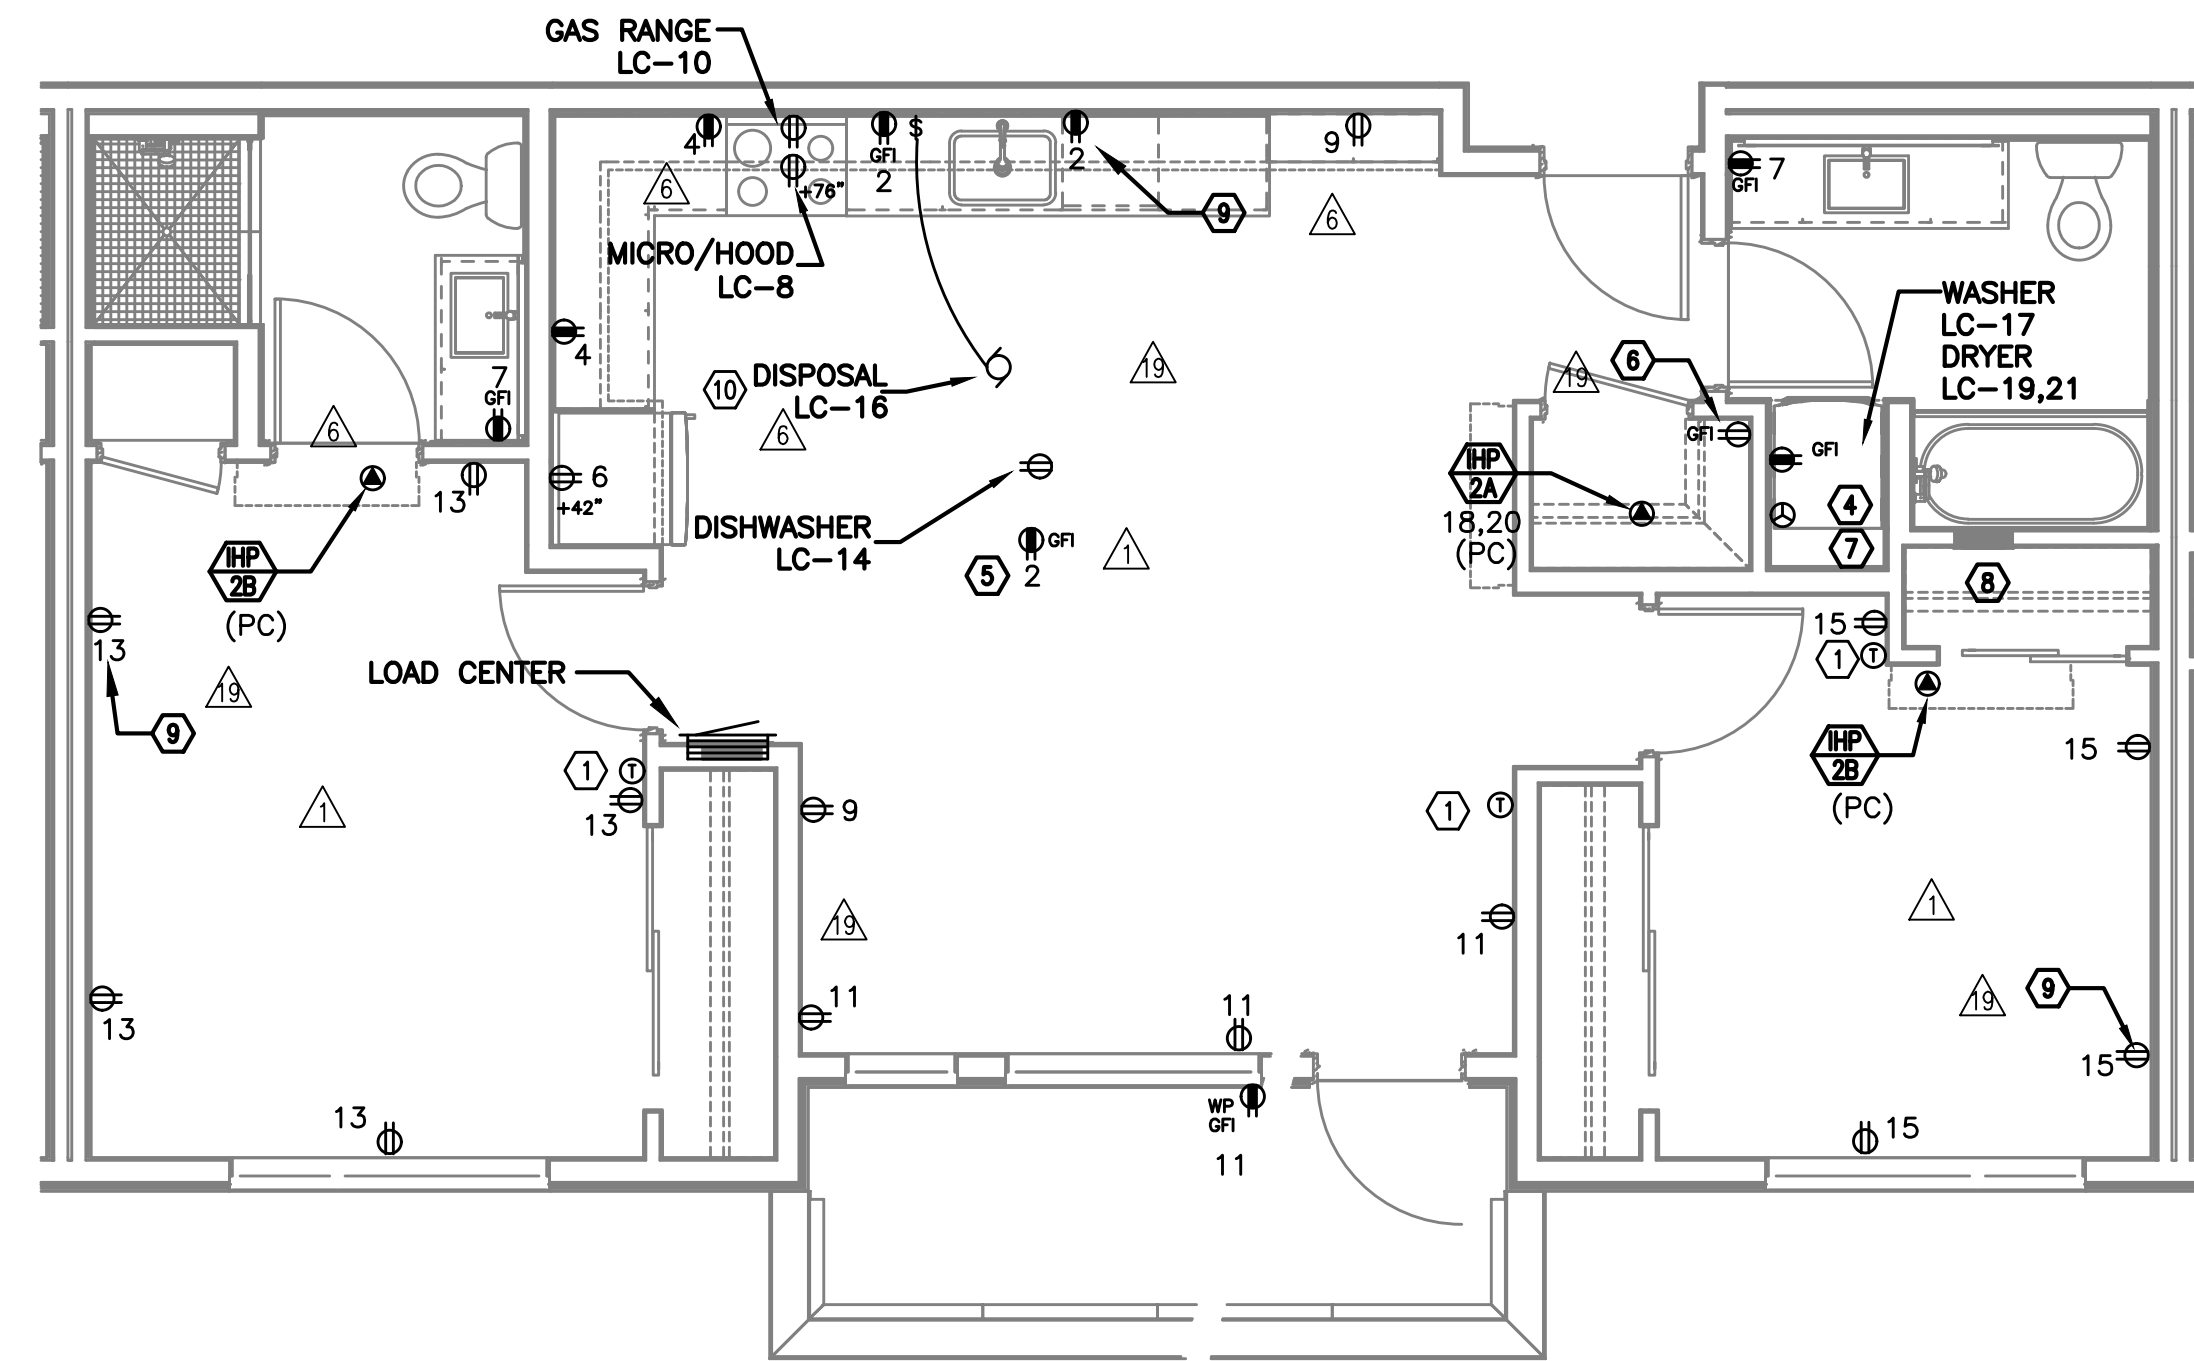 GAS RANGE
LC-10
4
GFI
2
$
2
9
GFI
7
6
+76"
9
6
MICRO/HOOD
LC-8
WASHER
LC-17
DRYER
LC-19,21
4
10
DISPOSAL
LC-16
19
19
6
7
GFI
6
6
GFI
GFI
13
6
+42"
DISHWASHER
LC-14
IHP
2A
18,20
(PC)
4
7
GFI
5
2
1
IHP
2B
(PC)
8
13
15
1
T
19
LOAD CENTER
9
15
IHP
2B
(PC)
1
T
13
1
9
1
T
19
1
11
13
11
11
19
9
15
WP
GFI
11
13
15